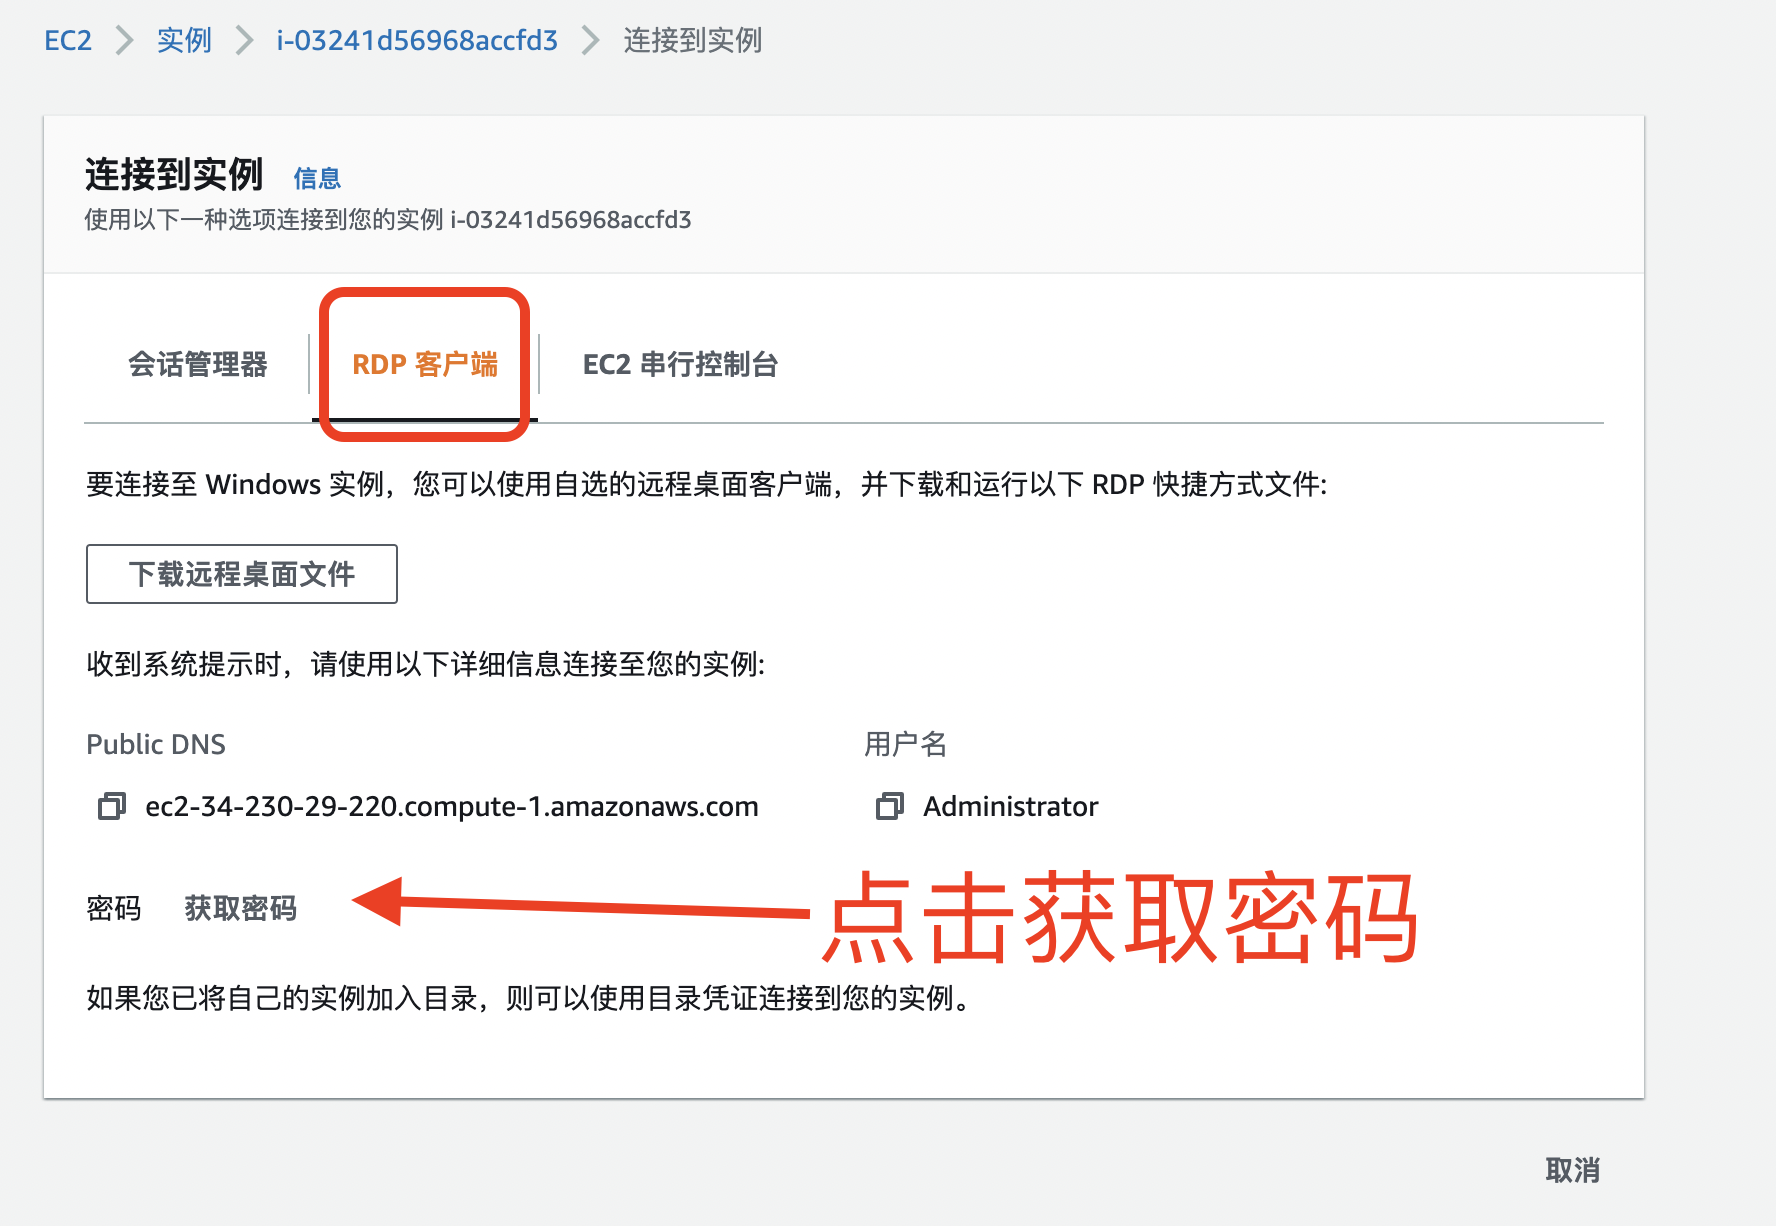 EC2 实例 i-03241d56968accfd3 连接到实例
连接到实例 信息
使用以下一种选项连接到您的实例 i-03241d56968accfd3
会话管理器 RDP 客户端 EC2 串行控制台
要连接至 Windows 实例，您可以使用自选的远程桌面客户端，并下载和运行以下 RDP 快捷方式文件:
下载远程桌面文件
收到系统提示时，请使用以下详细信息连接至您的实例:
Public DNS 用户名
ec2-34-230-29-220.compute-1.amazonaws.com Administrator
密码 获取密码 点击获取密码
如果您已将自己的实例加入目录，则可以使用目录凭证连接到您的实例。
取消